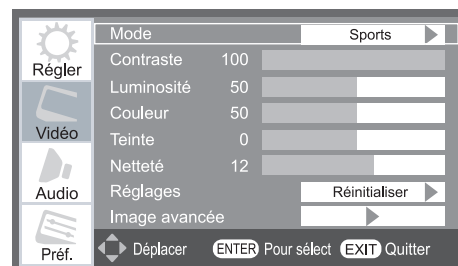 Régler
Vidéo
Audio
Préf.
Mode Sports
Contraste 100
Luminosité 50
Couleur 50
Teinte 0
Netteté 12
Réglages Réinitialiser
Image avancée
Déplacer ENTER Pour sélect EXIT Quitter